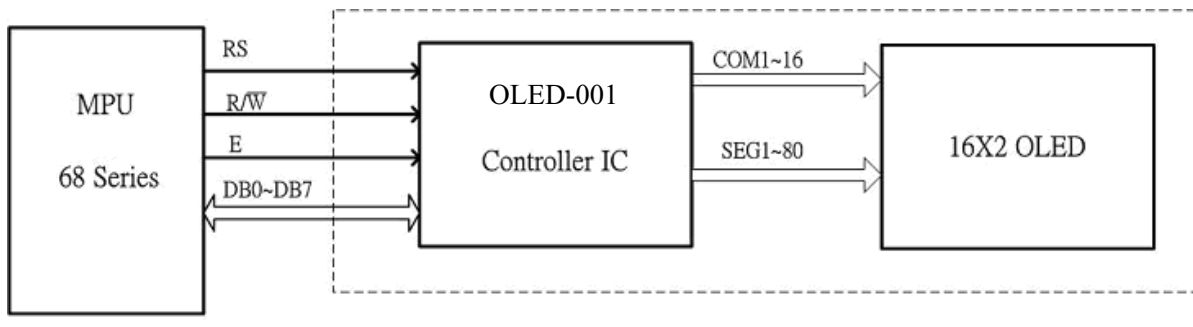 MPU
68 Series
RS
R/W̅
E
DB0~DB7
OLED-001
Controller IC
COM1~16
SEG1~80
16X2 OLED